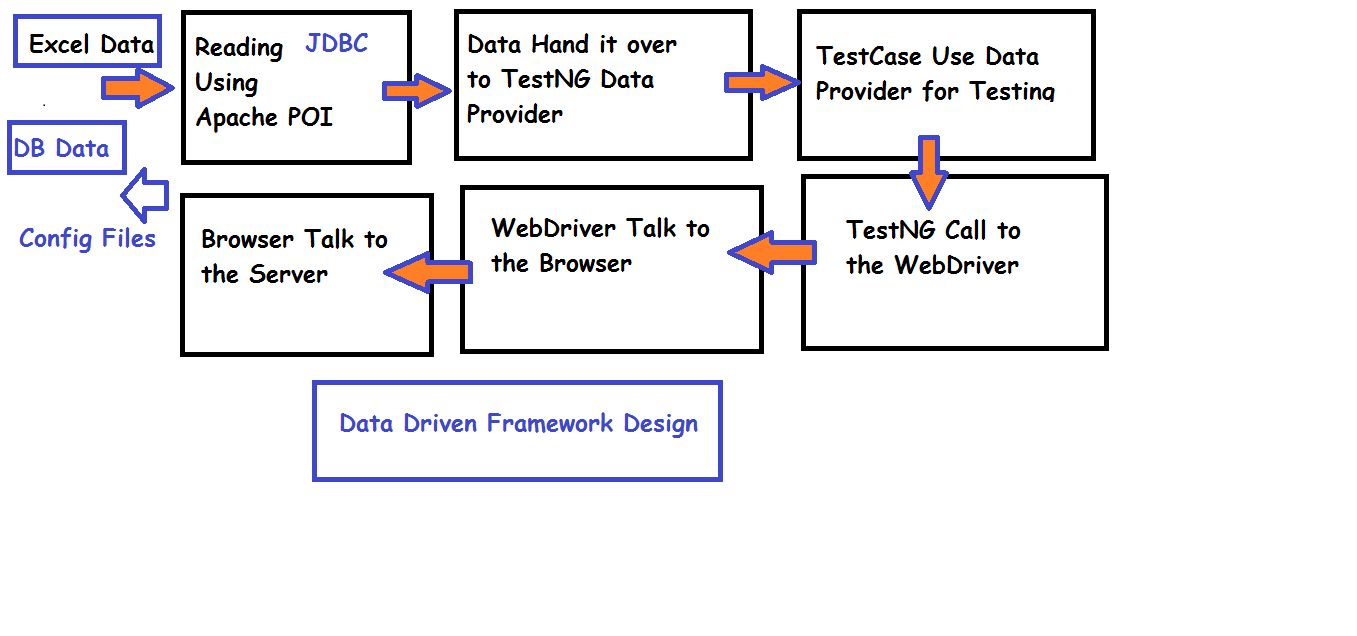 Excel Data
Reading JDBC
Using
Apache POI
Data Hand it over
to TestNG Data
Provider
TestCase Use Data
Provider for Testing
DB Data
Config Files
Browser Talk to
the Server
WebDriver Talk to
the Browser
TestNG Call to
the WebDriver
Data Driven Framework Design